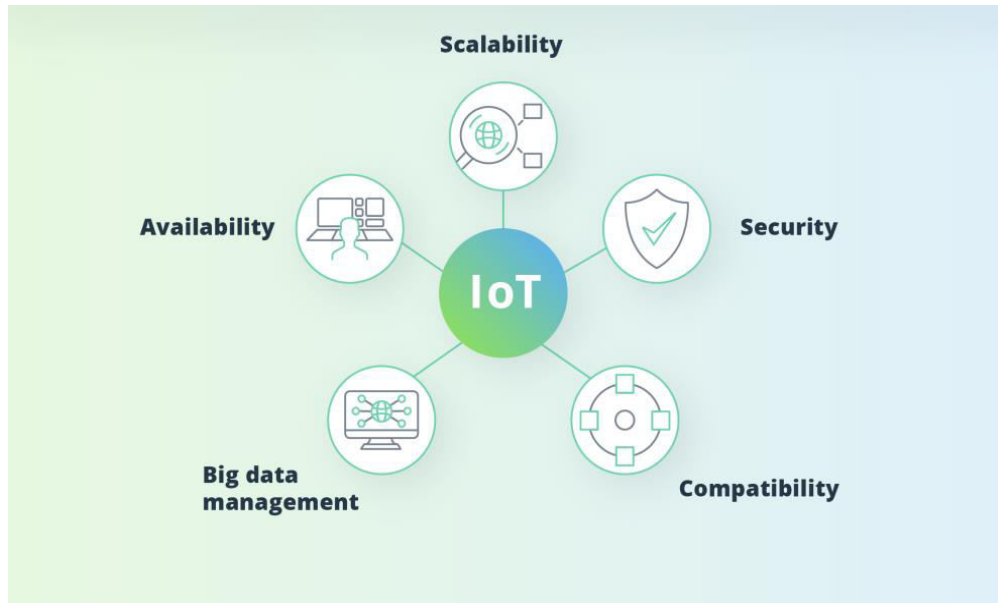 Scalability
Availability
Security
IoT
Big data
management
Compatibility